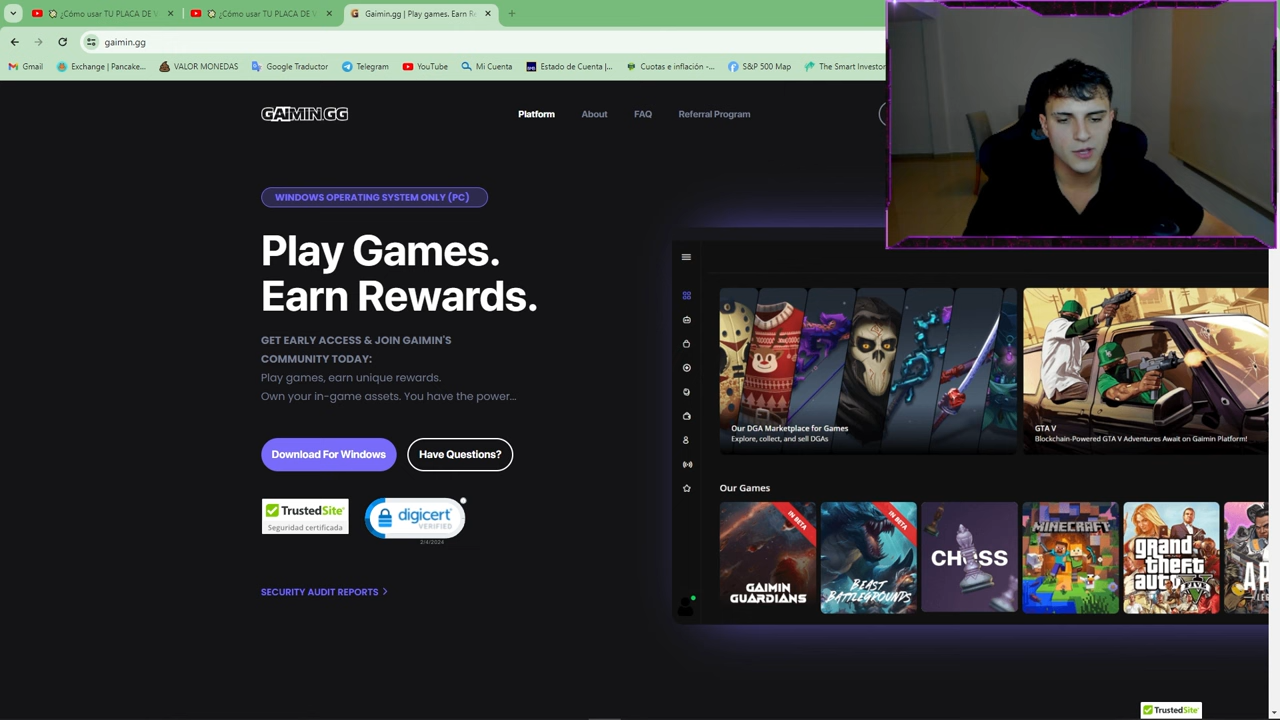 ¿Cómo usar TU PLACA DE V
¿Cómo usar TU PLACA DE V
Gaimin.gg | Play games. Earn R
gaimin.gg
Gmail
Exchange | Pancake...
VALOR MONEDAS
Google Traductor
Telegram
YouTube
Mi Cuenta
Estado de Cuenta |...
Cuotas e inflación -...
S&P 500 Map
The Smart Investor
GAIMIN GG
Platform
About
FAQ
Referral Program
WINDOWS OPERATING SYSTEM ONLY (PC)
Play Games.
Earn Rewards.
GET EARLY ACCESS & JOIN GAIMIN'S
COMMUNITY TODAY:
Play games, earn unique rewards.
Own your in-game assets. You have the power...
Download For Windows
Have Questions?
TrustedSite
Seguridad certificada
digicert
VERIFIED
2/4/2024
SECURITY AUDIT REPORTS
Our DGA Marketplace for Games
Explore, collect, and sell DGAs
GTA V
Blockchain-Powered GTA V Adventures Await on Gaimin Platform!
Our Games
IN BETA
GAIMIN
GUARDIANS
IN BETA
BEAST
BATTLEGROUNDS
CHESS
MINECRAFT
grand
theft
auto
V
AP
LEG
TrustedSite